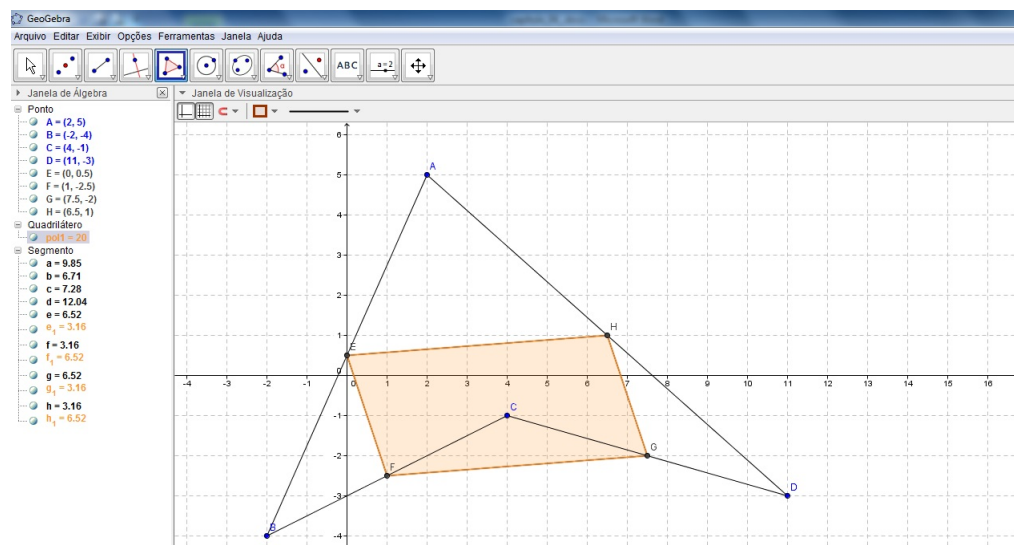 GeoGebra
Arquivo Editar Exibir Opções Ferramentas Janela Ajuda
ABC a=2
Janela de Álgebra
Janela de Visualização
Ponto
A = (2, 5)
B = (-2, -4)
C = (4, -1)
D = (11, -3)
E = (0, 0.5)
F = (1, -2.5)
G = (7.5, -2)
H = (6.5, 1)
Quadrilátero
pol1 = 20
Segmento
a = 9.85
b = 6.71
c = 7.28
d = 12.04
e = 6.52
e₁ = 3.16
f = 3.16
f₁ = 6.52
g = 6.52
g₁ = 3.16
h = 3.16
h₁ = 6.52
6
A
5
4
3
2
1
H
E
0
-4 -3 -2 -1 0 1 2 3 4 5 6 7 8 9 10 11 12 13 14 15 16
C
-1
G
-2
F
D
-3
B
-4